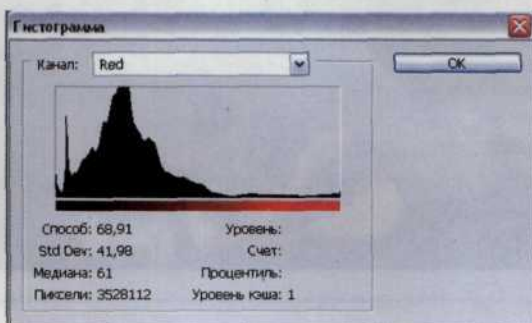 Гистограмма
Канал: Red
OK
Способ: 68,91 Уровень:
Std Dev: 41,98 Счет:
Медиана: 61 Процентиль:
Пиксели: 3528112 Уровень кэша: 1